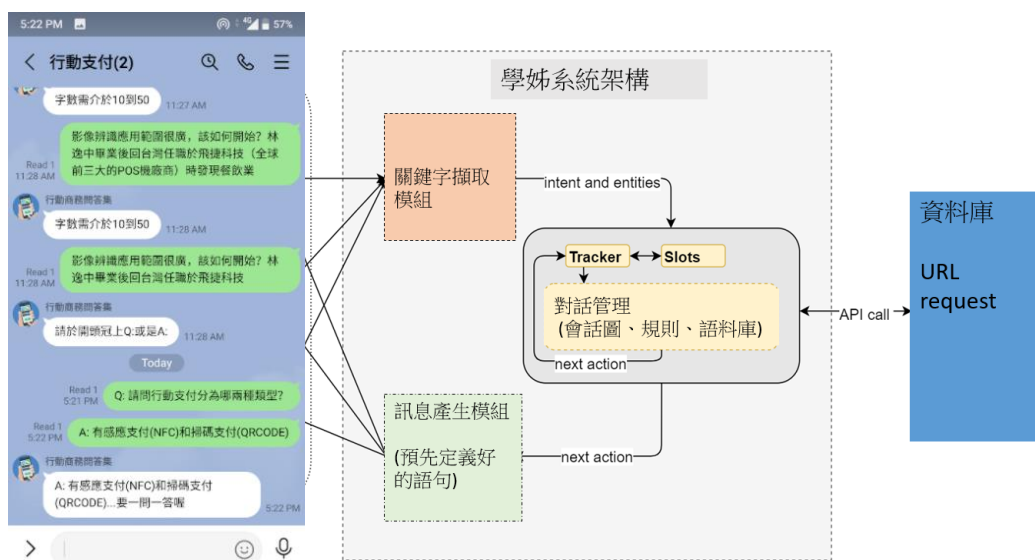 5:22 PM
4G
57%
行動支付(2)
字數需介於10到50
11:27 AM
影像辨識應用範圍很廣，該如何開始？林
逸中畢業後回台灣任職於飛捷科技（全球
前三大的POS機廠商）時發現餐飲業
Read 1
11:28 AM
行動商務問答集
字數需介於10到50
11:28 AM
影像辨識應用範圍很廣，該如何開始？林
逸中畢業後回台灣任職於飛捷科技
Read 1
11:28 AM
行動商務問答集
請於開頭冠上Q:或是A:
11:28 AM
Today
Read 1
5:21 PM
Q: 請問行動支付分為哪兩種類型?
Read 1
5:22 PM
A: 有感應支付(NFC)和掃碼支付(QRCODE)
行動商務問答集
A: 有感應支付(NFC)和掃碼支付
(QRCODE)...要一問一答喔
5:22 PM
學姊系統架構
關鍵字擷取
模組
intent and entities
Tracker
Slots
對話管理
(會話圖、規則、語料庫)
next action
訊息產生模組
(預先定義好
的語句)
next action
API call
資料庫
URL
request